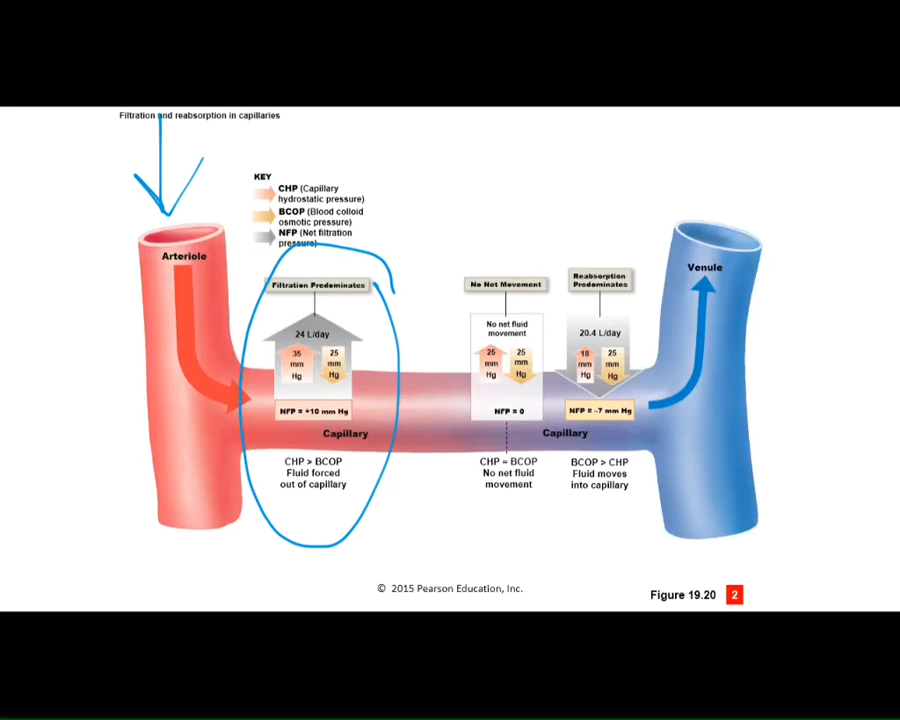 Filtration and reabsorption in capillaries
KEY
CHP (Capillary
hydrostatic pressure)
BCOP (Blood colloid
osmotic pressure)
NFP (Net filtration
pressure)
Arteriole
Filtration Predominates
24 L/day
35
mm
Hg
25
mm
Hg
NFP = +10 mm Hg
Capillary
CHP > BCOP
Fluid forced
out of capillary
No Net Movement
No net fluid
movement
25
mm
Hg
25
mm
Hg
NFP = 0
CHP = BCOP
No net fluid
movement
Reabsorption
Predominates
20.4 L/day
18
mm
Hg
25
mm
Hg
NFP = –7 mm Hg
Capillary
BCOP > CHP
Fluid moves
into capillary
Venule
© 2015 Pearson Education, Inc.
Figure 19.20 2